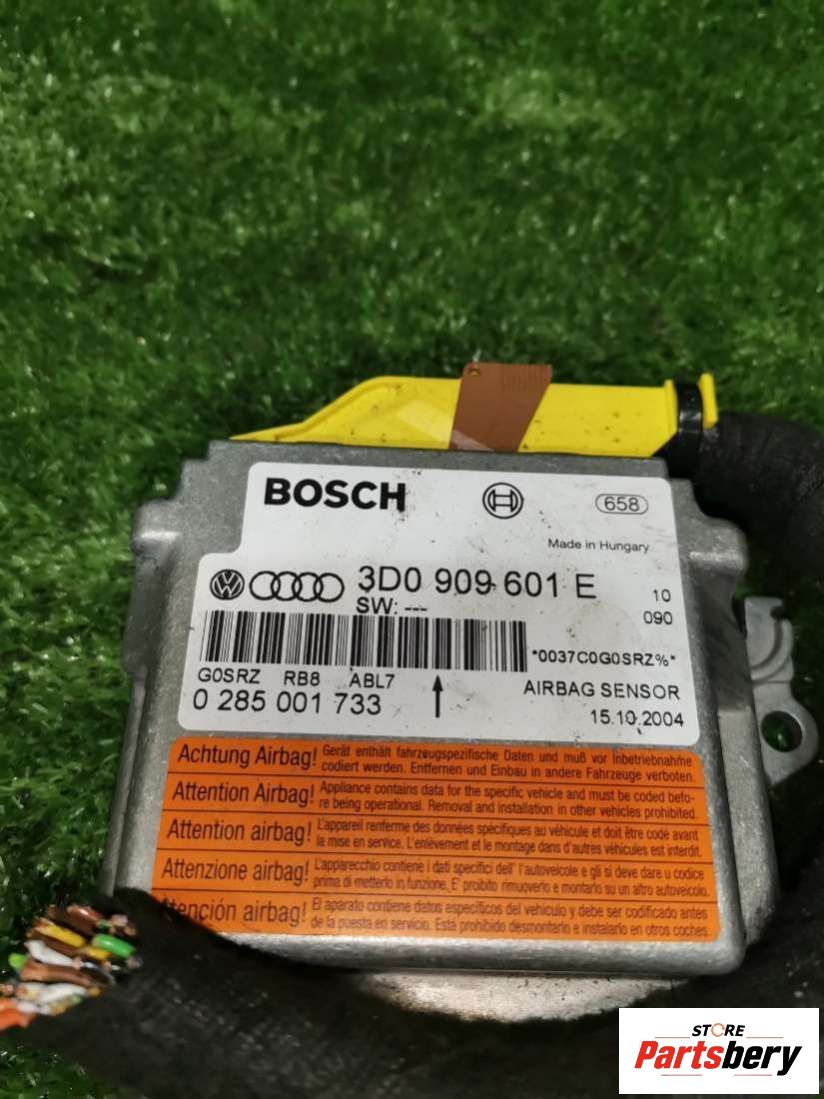 BOSCH
658
Made in Hungary
3D0 909 601 E
10
SW: ---
090
*0037C0G0SRZ%*
G0SRZ RB8 ABL7
AIRBAG SENSOR
0 285 001 733
15.10.2004
Achtung Airbag! Gerät enthält fahrzeugspezifische Daten und muß vor Inbetriebnahme
codiert werden. Entfernen und Einbau in andere Fahrzeuge verboten.
Attention Airbag! Appliance contains data for the specific vehicle and must be coded befo-
re being operational. Removal and installation in other vehicles prohibited.
Attention airbag! L'appareil renferme des données spécifiques au véhicule et doit être codé avant
la mise en service. L'enlèvement et le montage dans d'autres véhicules est interdit.
Attenzione airbag! L'apparecchio contiene i dati specifici dell' l'autoveicolo e gli si deve dare u codice
prima di metterlo in funzione. E' proibito rimuoverlo e montarlo su un altro autoveicolo.
tención airbag! El aparato contiene datos especificos del vehiculo y debe ser codificado antes
de la puesta en servicio. Está prohibido desmontarlo e instalarlo en otros coches.
STORE
Partsbery